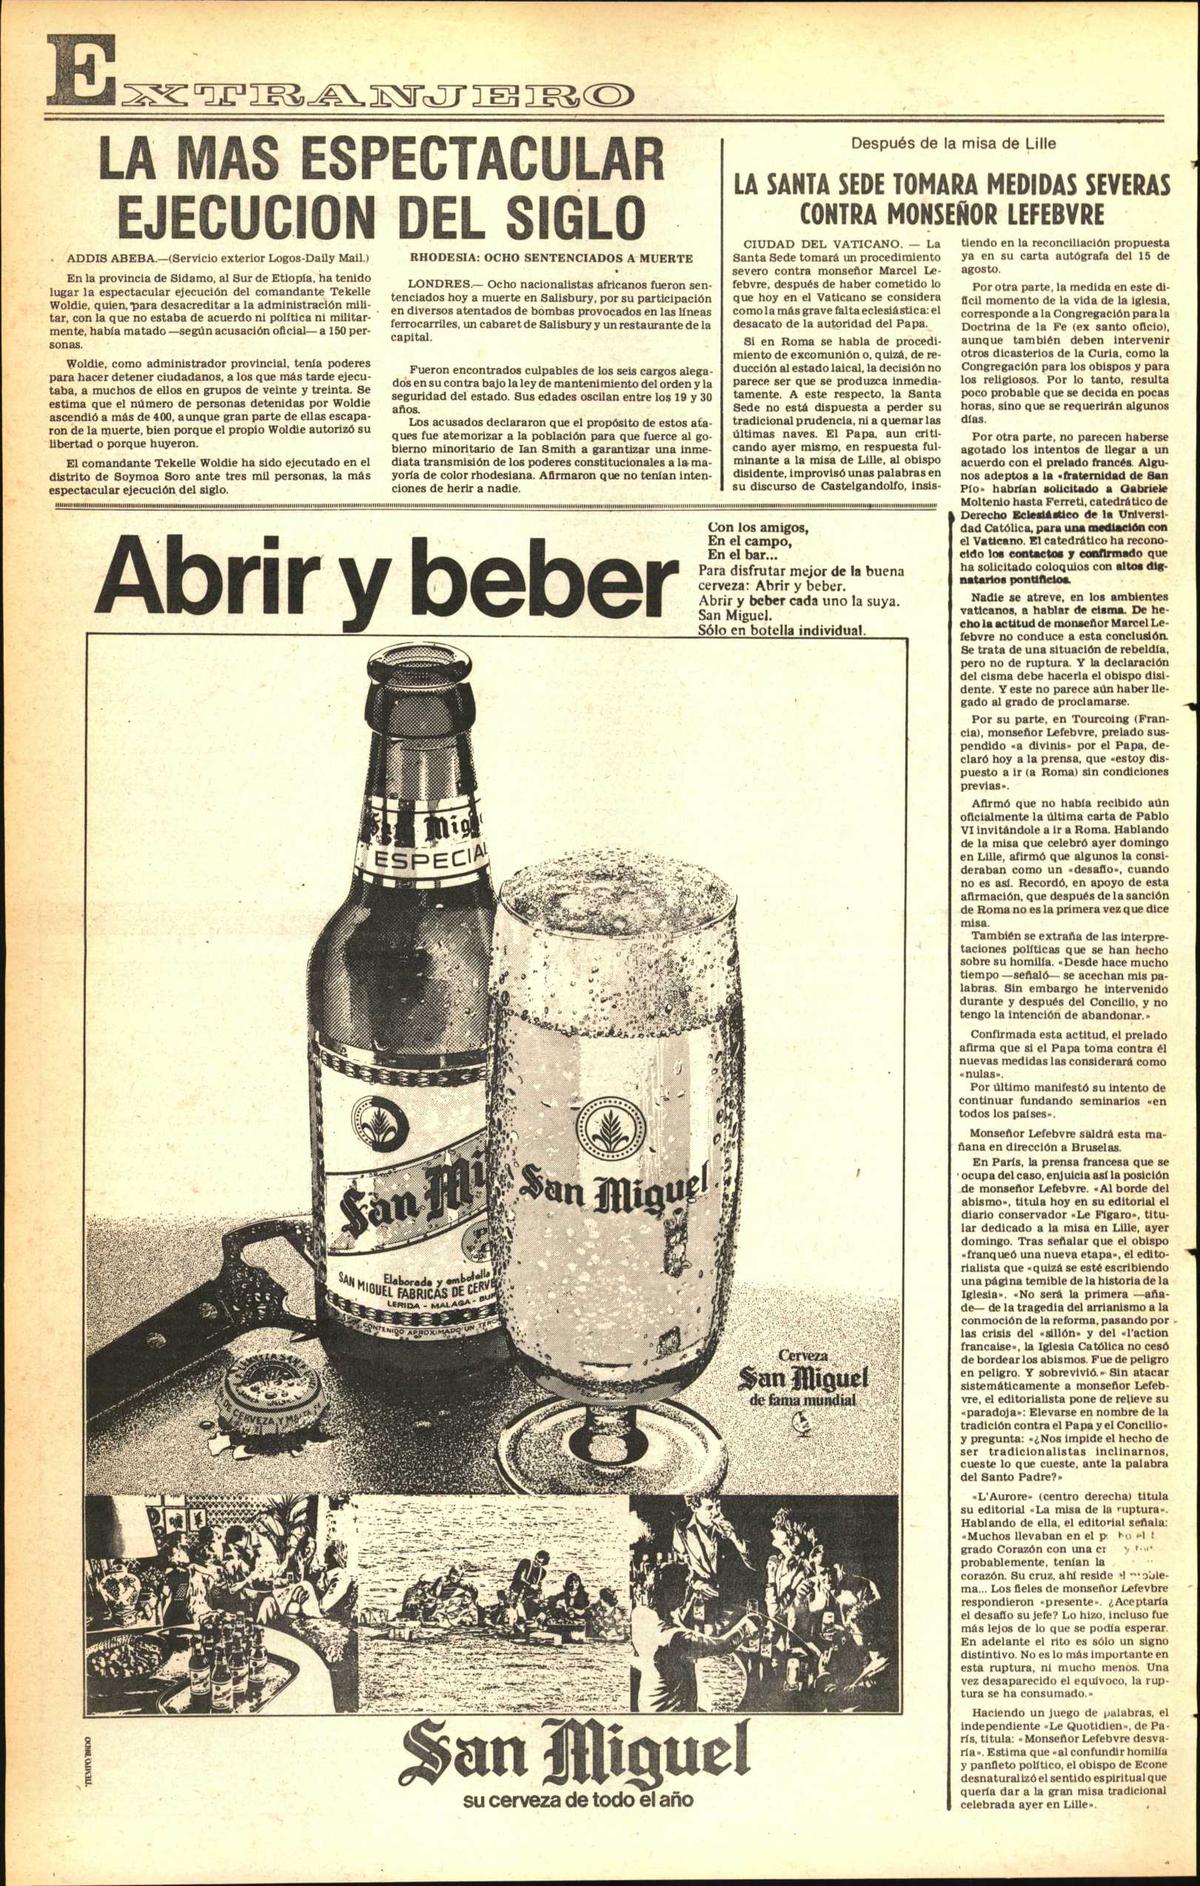 EXTRANJERO
LA MAS ESPECTACULAR
EJECUCION DEL SIGLO
ADDIS ABEBA.—(Servicio exterior Logos-Daily Mail.)
En la provincia de Sidamo, al Sur de Etiopía, ha tenido
lugar la espectacular ejecución del comandante Tekelle
Woldie, quien, para desacreditar a la administración mili-
tar, con la que no estaba de acuerdo ni política ni militar-
mente, había matado —según acusación oficial— a 150 per-
sonas.
Woldie, como administrador provincial, tenía poderes
para hacer detener ciudadanos, a los que más tarde ejecu-
taba, a muchos de ellos en grupos de veinte y treinta. Se
estima que el número de personas detenidas por Woldie
ascendió a más de 400, aunque gran parte de ellas escapa-
ron de la muerte, bien porque el propio Woldie autorizó su
libertad o porque huyeron.
El comandante Tekelle Woldie ha sido ejecutado en el
distrito de Soymoa Soro ante tres mil personas, la más
espectacular ejecución del siglo.
RHODESIA: OCHO SENTENCIADOS A MUERTE
LONDRES.— Ocho nacionalistas africanos fueron sen-
tenciados hoy a muerte en Salisbury, por su participación
en diversos atentados de bombas provocados en las líneas
ferrocarriles, un cabaret de Salisbury y un restaurante de la
capital.
Fueron encontrados culpables de los seis cargos alega-
dos en su contra bajo la ley de mantenimiento del orden y la
seguridad del estado. Sus edades oscilan entre los 19 y 30
años.
Los acusados declararon que el propósito de estos ata-
ques fue atemorizar a la población para que fuerce al go-
bierno minoritario de Ian Smith a garantizar una inme-
diata transmisión de los poderes constitucionales a la ma-
yoría de color rhodesiana. Afirmaron que no tenían inten-
ciones de herir a nadie.
Después de la misa de Lille
LA SANTA SEDE TOMARA MEDIDAS SEVERAS
CONTRA MONSEÑOR LEFEBVRE
CIUDAD DEL VATICANO. — La
Santa Sede tomará un procedimiento
severo contra monseñor Marcel Le-
febvre, después de haber cometido lo
que hoy en el Vaticano se considera
como la más grave falta eclesiástica: el
desacato de la autoridad del Papa.
Si en Roma se habla de procedi-
miento de excomunión o, quizá, de re-
ducción al estado laical, la decisión no
parece ser que se produzca inmedia-
tamente. A este respecto, la Santa
Sede no está dispuesta a perder su
tradicional prudencia, ni a quemar las
últimas naves. El Papa, aun criti-
cando ayer mismo, en respuesta ful-
minante a la misa de Lille, al obispo
disidente, improvisó unas palabras en
su discurso de Castelgandolfo, insis-
tiendo en la reconciliación propuesta
ya en su carta autógrafa del 15 de
agosto.
Por otra parte, la medida en este di-
fícil momento de la vida de la iglesia,
corresponde a la Congregación para la
Doctrina de la Fe (ex santo oficio),
aunque también deben intervenir
otros dicasterios de la Curia, como la
Congregación para los obispos y para
los religiosos. Por lo tanto, resulta
poco probable que se decida en pocas
horas, sino que se requerirán algunos
días.
Por otra parte, no parecen haberse
agotado los intentos de llegar a un
acuerdo con el prelado francés. Algu-
nos adeptos a la «fraternidad de San
Pío» habrían solicitado a Gabriele
Moltenio hasta Ferreti, catedrático de
Derecho Eclesiástico de la Universi-
dad Católica, para una mediación con
el Vaticano. El catedrático ha recono-
cido los contactos y confirmado que
ha solicitado coloquios con altos dig-
natarios pontificios.
Nadie se atreve, en los ambientes
vaticanos, a hablar de cisma. De he-
cho la actitud de monseñor Marcel Le-
febvre no conduce a esta conclusión.
Se trata de una situación de rebeldía,
pero no de ruptura. Y la declaración
del cisma debe hacerla el obispo disi-
dente. Y este no parece aún haber lle-
gado al grado de proclamarse.
Por su parte, en Tourcoing (Fran-
cia), monseñor Lefebvre, prelado sus-
pendido «a divinis» por el Papa, de-
claró hoy a la prensa, que «estoy dis-
puesto a ir (a Roma) sin condiciones
previas».
Afirmó que no había recibido aún
oficialmente la última carta de Pablo
VI invitándole a ir a Roma. Hablando
de la misa que celebró ayer domingo
en Lille, afirmó que algunos la consi-
deraban como un «desafío», cuando
no es así. Recordó, en apoyo de esta
afirmación, que después de la sanción
de Roma no es la primera vez que dice
misa.
También se extraña de las interpre-
taciones políticas que se han hecho
sobre su homilía. «Desde hace mucho
tiempo —señaló— se acechan mis pa-
labras. Sin embargo he intervenido
durante y después del Concilio, y no
tengo la intención de abandonar.»
Confirmada esta actitud, el prelado
afirma que si el Papa toma contra él
nuevas medidas las considerará como
«nulas».
Por último manifestó su intento de
continuar fundando seminarios «en
todos los países».
Monseñor Lefebvre saldrá esta ma-
ñana en dirección a Bruselas.
En París, la prensa francesa que se
ocupa del caso, enjuicia así la posición
de monseñor Lefebvre. «Al borde del
abismo», titula hoy en su editorial el
diario conservador «Le Fígaro», titu-
lar dedicado a la misa en Lille, ayer
domingo. Tras señalar que el obispo
«franqueó una nueva etapa», el edito-
rialista que «quizá se esté escribiendo
una página temible de la historia de la
Iglesia». «No será la primera —aña-
de— de la tragedia del arrianismo a la
conmoción de la reforma, pasando por
las crisis del «sillón» y del «l'action
francaise», la Iglesia Católica no cesó
de bordear los abismos. Fue de peligro
en peligro. Y sobrevivió.» Sin atacar
sistemáticamente a monseñor Lefeb-
vre, el editorialista pone de relieve su
«paradoja»: Elevarse en nombre de la
tradición contra el Papa y el Concilio»
y pregunta: «¿Nos impide el hecho de
ser tradicionalistas inclinarnos,
cueste lo que cueste, ante la palabra
del Santo Padre?»
«L'Aurore» (centro derecha) titula
su editorial «La misa de la ruptura».
Hablando de ella, el editorial señala:
«Muchos llevaban en el
grado Corazón con una
probablemente, tenían la
corazón. Su cruz, ahí reside el proble-
ma... Los fieles de monseñor Lefevbre
respondieron «presente». ¿Aceptaría
el desafío su jefe? Lo hizo, incluso fue
más lejos de lo que se podía esperar.
En adelante el rito es sólo un signo
distintivo. No es lo más importante en
esta ruptura, ni mucho menos. Una
vez desaparecido el equívoco, la rup-
tura se ha consumado.»
Haciendo un juego de palabras, el
independiente «Le Quotidien», de Pa-
rís, titula: «Monseñor Lefebvre desva-
ría». Estima que «al confundir homilía
y panfleto político, el obispo de Econe
desnaturalizó el sentido espiritual que
quería dar a la gran misa tradicional
celebrada ayer en Lille».
Abrir y beber
Con los amigos,
En el campo,
En el bar...
Para disfrutar mejor de la buena
cerveza: Abrir y beber.
Abrir y beber cada uno la suya.
San Miguel.
Sólo en botella individual.
San Mig
ESPECIAL
San Mi
Elaborada y embotella
SAN MIGUEL FABRICAS DE CERVE
LERIDA - MALAGA - BUR
CONTENIDO APROXIMADO UN TERC
San Miguel
DE CERVEZA Y MALTA
Cerveza
San Miguel
de fama mundial
San Miguel
su cerveza de todo el año